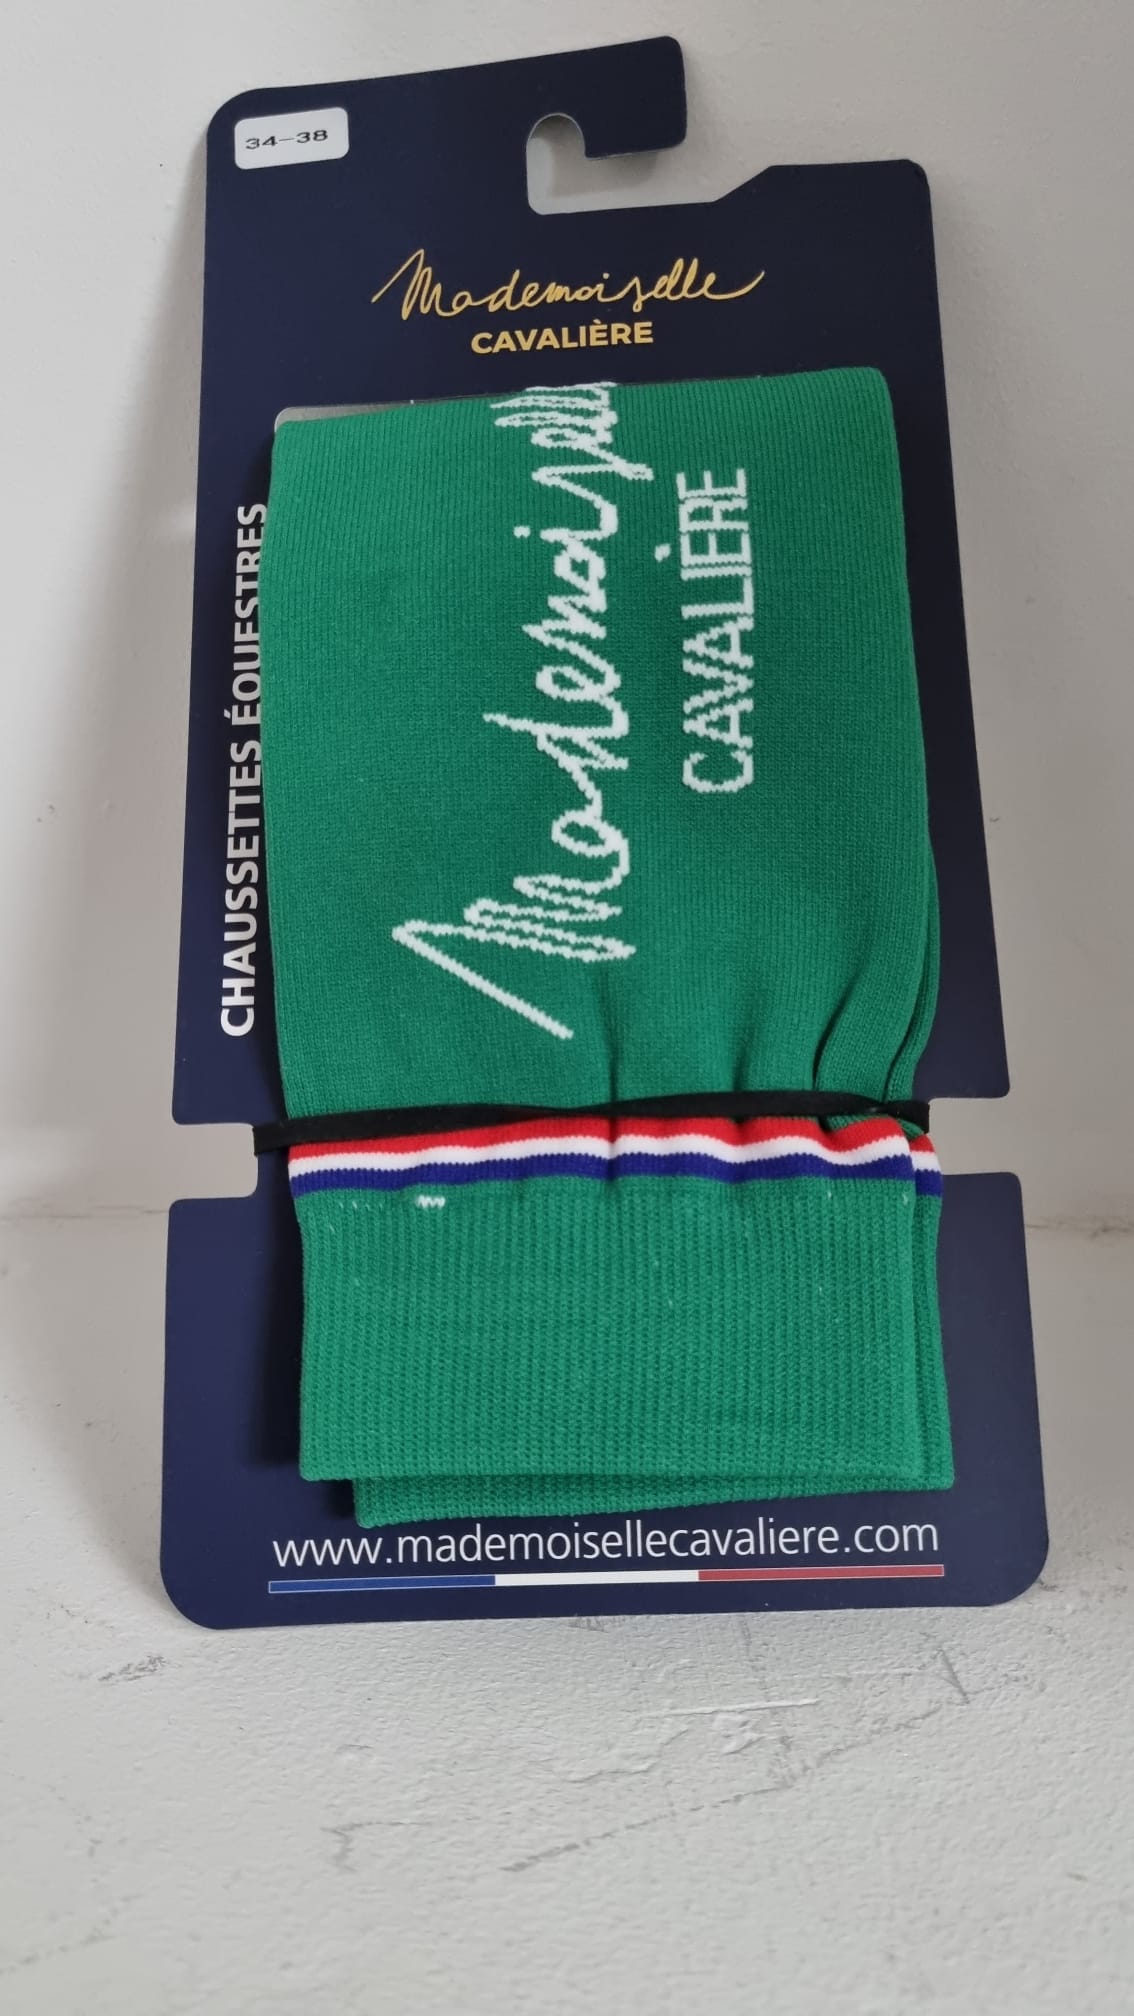 34-38
Mademoiselle
CAVALIÈRE
CHAUSSETTES ÉQUESTRES
Mademoiselle
CAVALIÈRE
www.mademoisellecavaliere.com